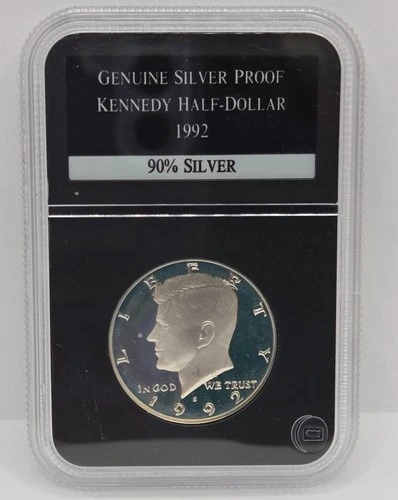 GENUINE SILVER PROOF
KENNEDY HALF-DOLLAR
1992
90% SILVER
LIBERTY
IN GOD WE TRUST
S
1992